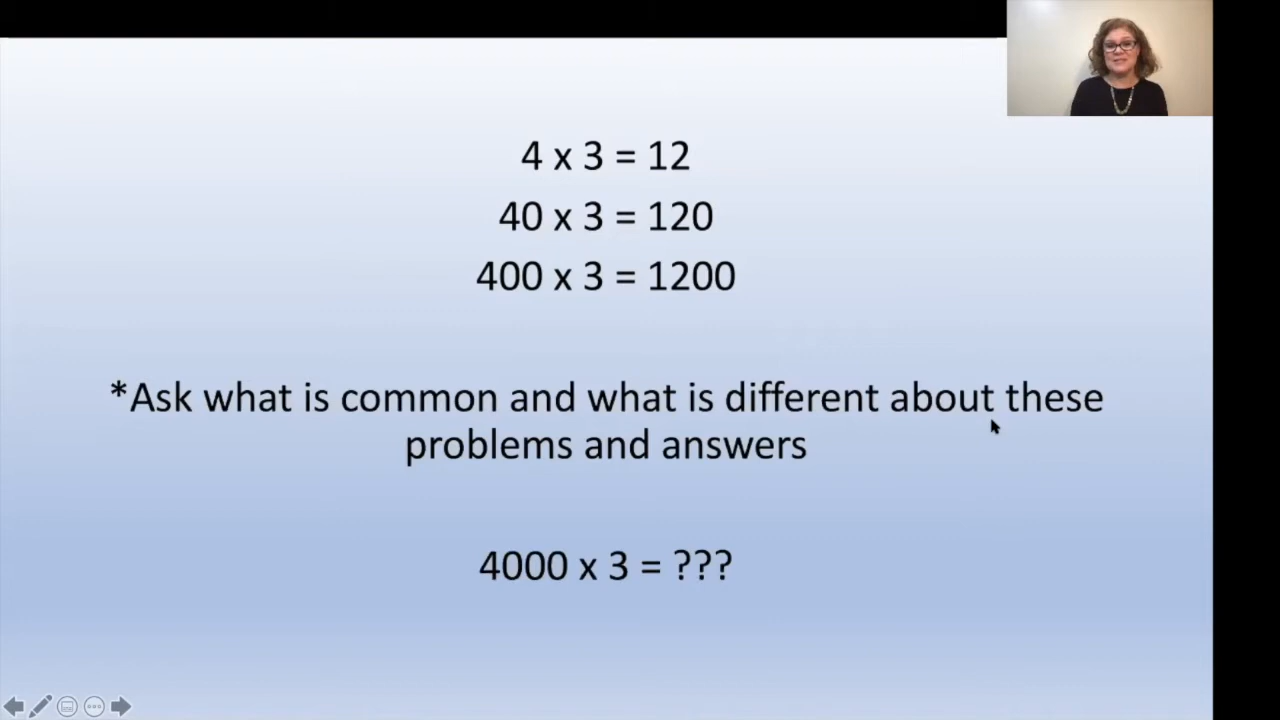 4 x 3 = 12
40 x 3 = 120
400 x 3 = 1200
*Ask what is common and what is different about these
problems and answers
4000 x 3 = ???